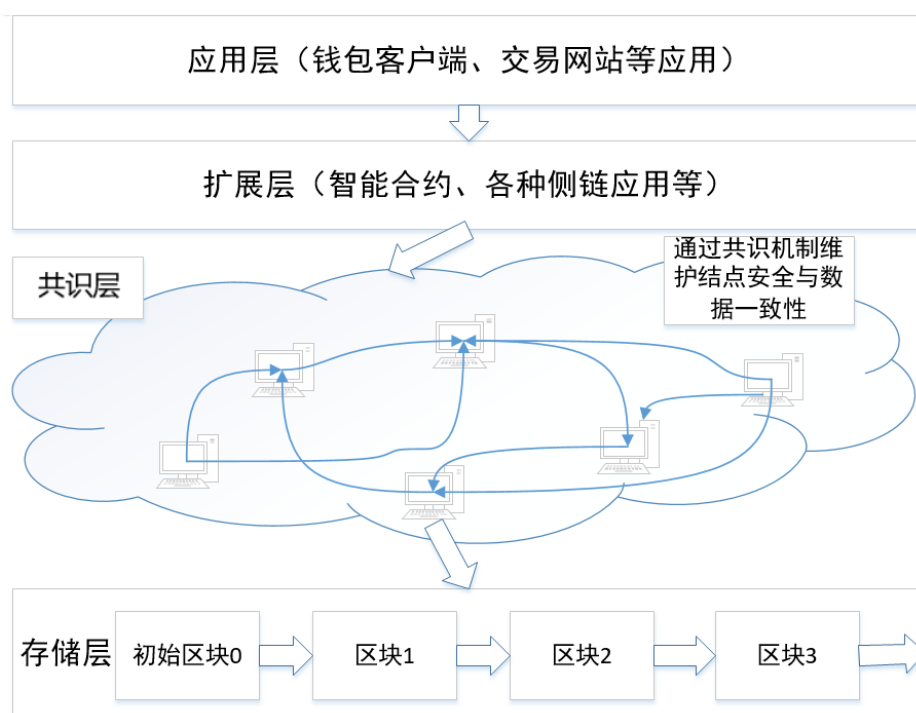 应用层（钱包客户端、交易网站等应用）
扩展层（智能合约、各种侧链应用等）
共识层
通过共识机制维
护结点安全与数
据一致性
存储层
初始区块0
区块1
区块2
区块3